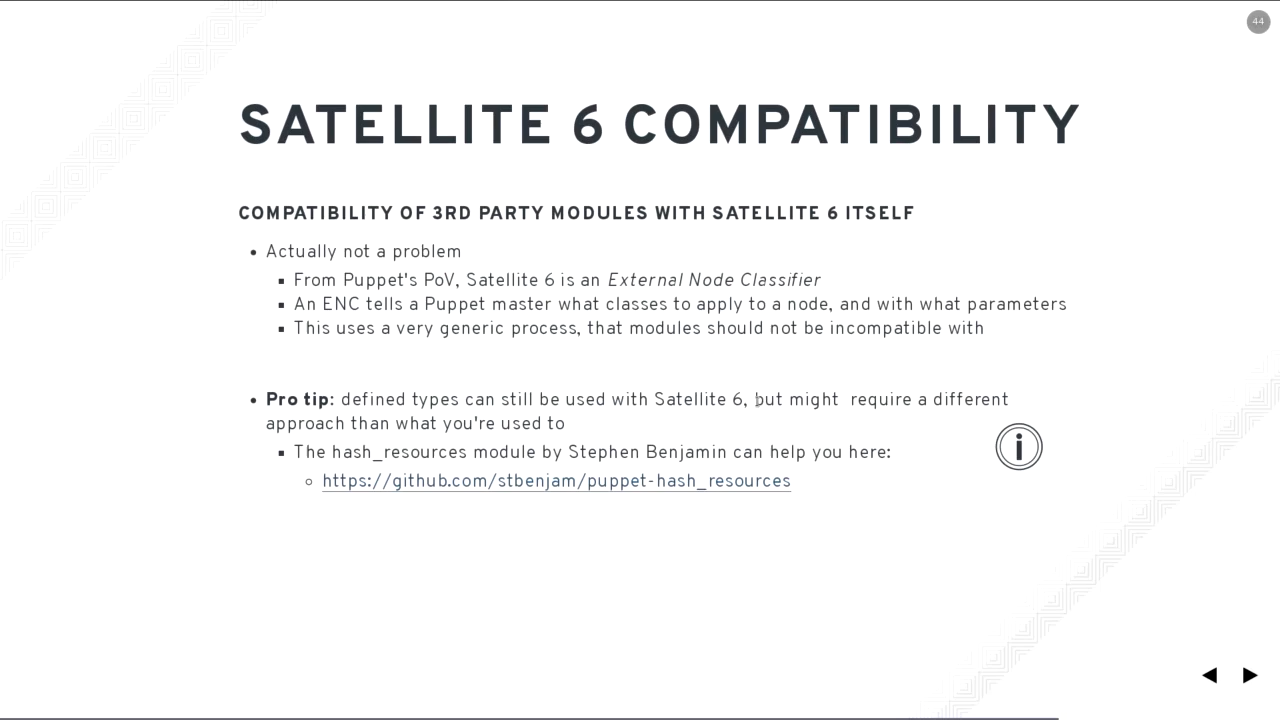 44
SATELLITE 6 COMPATIBILITY
COMPATIBILITY OF 3RD PARTY MODULES WITH SATELLITE 6 ITSELF
Actually not a problem
From Puppet's PoV, Satellite 6 is an External Node Classifier
An ENC tells a Puppet master what classes to apply to a node, and with what parameters
This uses a very generic process, that modules should not be incompatible with
Pro tip: defined types can still be used with Satellite 6, but might require a different
approach than what you're used to
The hash_resources module by Stephen Benjamin can help you here:
https://github.com/stbenjam/puppet-hash_resources